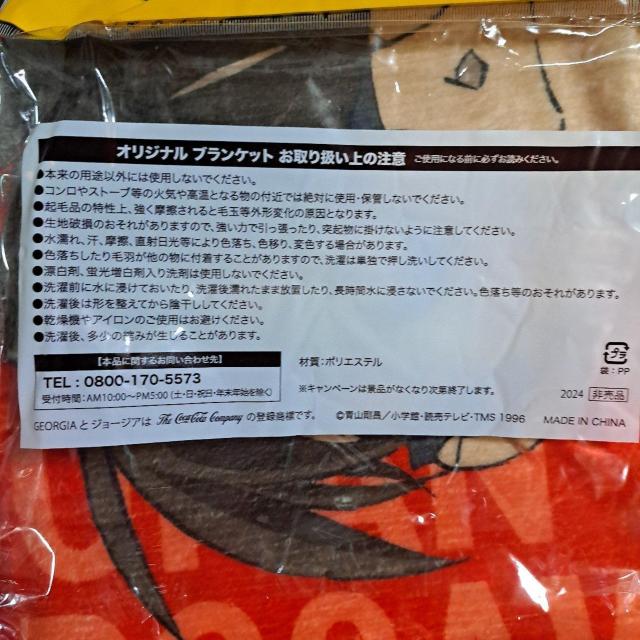 オリジナル ブランケット お取り扱い上の注意 ご使用になる前に必ずお読みください。
●本来の用途以外には使用しないでください。
●コンロやストーブ等の火気や高温となる物の付近では絶対に使用・保管しないでください。
●起毛品の特性上、強く摩擦されると毛玉等外形変化の原因となります。
●生地破損のおそれがありますので、強い力で引っ張ったり、突起物に掛けないように注意してください。
●水濡れ、汗、摩擦、直射日光等により色落ち、色移り、変色する場合があります。
●色落ちしたり毛羽が他の物に付着することがありますので、洗濯は単独で押し洗いしてください。
●漂白剤、蛍光増白剤入り洗剤は使用しないでください。
●洗濯前に水に浸けておいたり、洗濯後濡れたまま放置したり、長時間水に浸さないでください。色落ち等のおそれがあります。
●洗濯後は形を整えてから陰干ししてください。
●乾燥機やアイロンのご使用はお避けください。
●洗濯後、多少の縮みが生じることがあります。
【本品に関するお問い合わせ先】
TEL:0800-170-5573
受付時間:AM10:00〜PM5:00(土・日・祝日・年末年始を除く)
材質:ポリエステル
※キャンペーンは景品がなくなり次第終了します。
プラ
袋:PP
2024 非売品
GEORGIAとジョージアは The Coca-Cola Company の登録商標です。
©青山剛昌/小学館・読売テレビ・TMS 1996
MADE IN CHINA